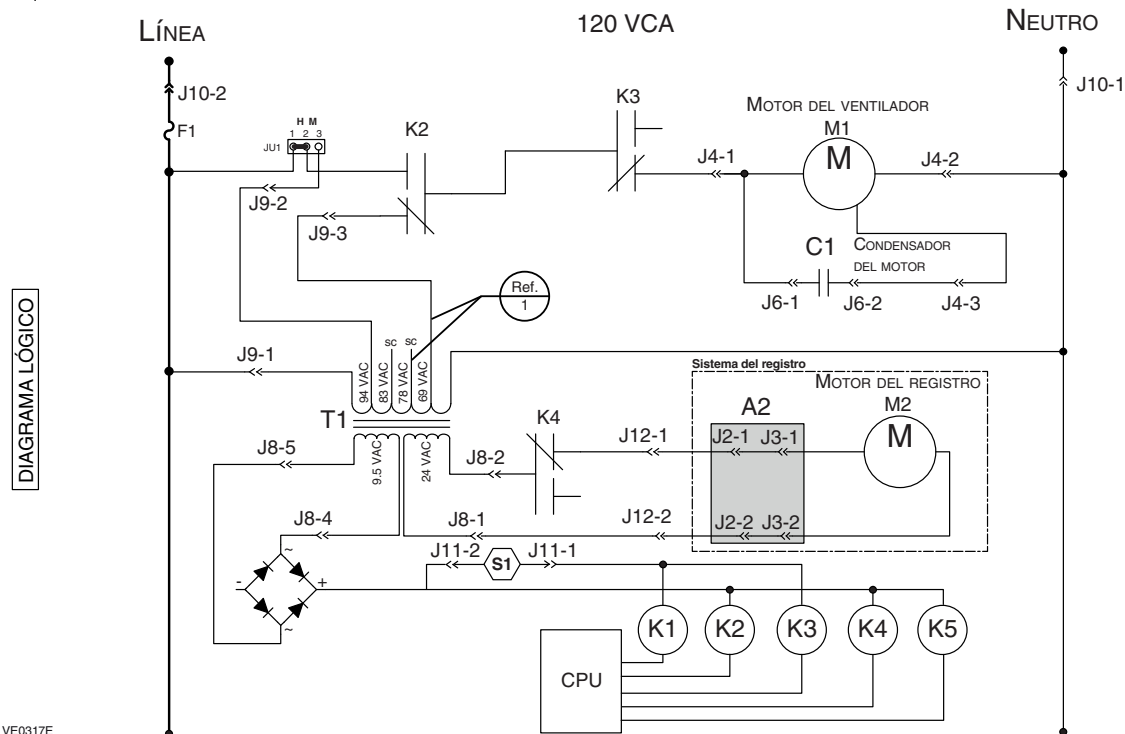 LÍNEA
120 VCA
NEUTRO
J10-2
J10-1
F1
H M
1 2 3
JU1
K2
K3
MOTOR DEL VENTILADOR
M1
M
J4-1
J4-2
J9-2
J9-3
C1
CONDENSADOR
DEL MOTOR
J6-1
J6-2
J4-3
Ref.
1
DIAGRAMA LÓGICO
J9-1
94 VAC
83 VAC
SC
78 VAC
SC
69 VAC
T1
9.5 VAC
24 VAC
Sistema del registro
MOTOR DEL REGISTRO
A2
M2
M
K4
J8-5
J8-2
J12-1
J2-1
J3-1
J8-4
J8-1
J12-2
J2-2
J3-2
J11-2
S1
J11-1
~
-
+
~
K1
K2
K3
K4
K5
CPU
VE0317E